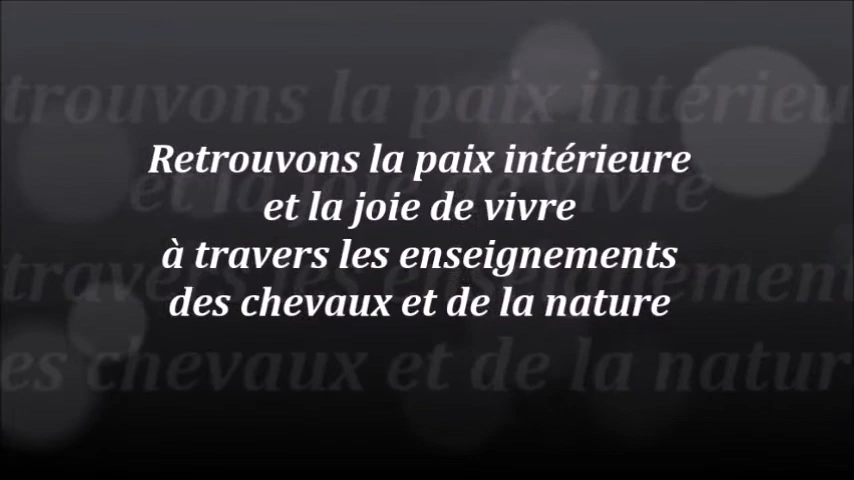 Retrouvons la paix intérieure
et la joie de vivre
à travers les enseignements
des chevaux et de la nature